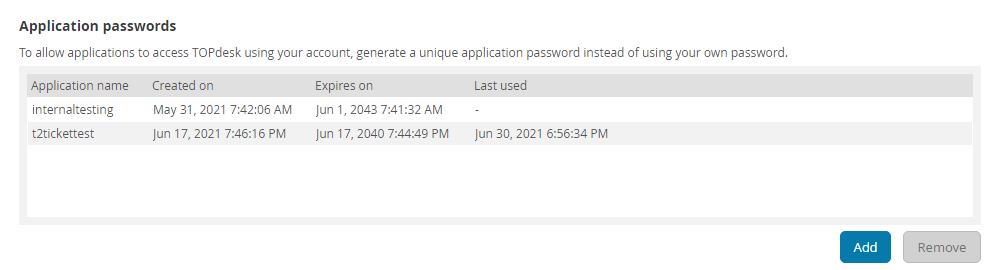 Application passwords
To allow applications to access TOPdesk using your account, generate a unique application password instead of using your own password.
Application name Created on Expires on Last used
internaltesting May 31, 2021 7:42:06 AM Jun 1, 2043 7:41:32 AM -
t2tickettest Jun 17, 2021 7:46:16 PM Jun 17, 2040 7:44:49 PM Jun 30, 2021 6:56:34 PM
Add Remove